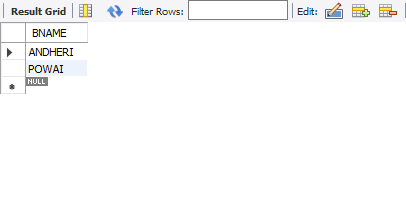 Result Grid Filter Rows: Edit:
BNAME
ANDHERI
POWAI
NULL